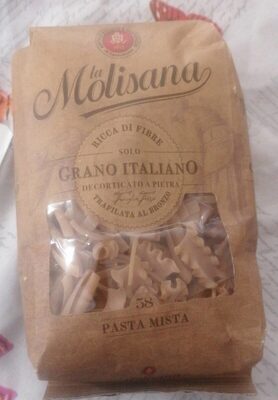 la
Molisana
RICCA DI FIBRE
SOLO
GRANO ITALIANO
DECORTICATO A PIETRA
TRAFILATA AL BRONZO
58
PASTA MISTA